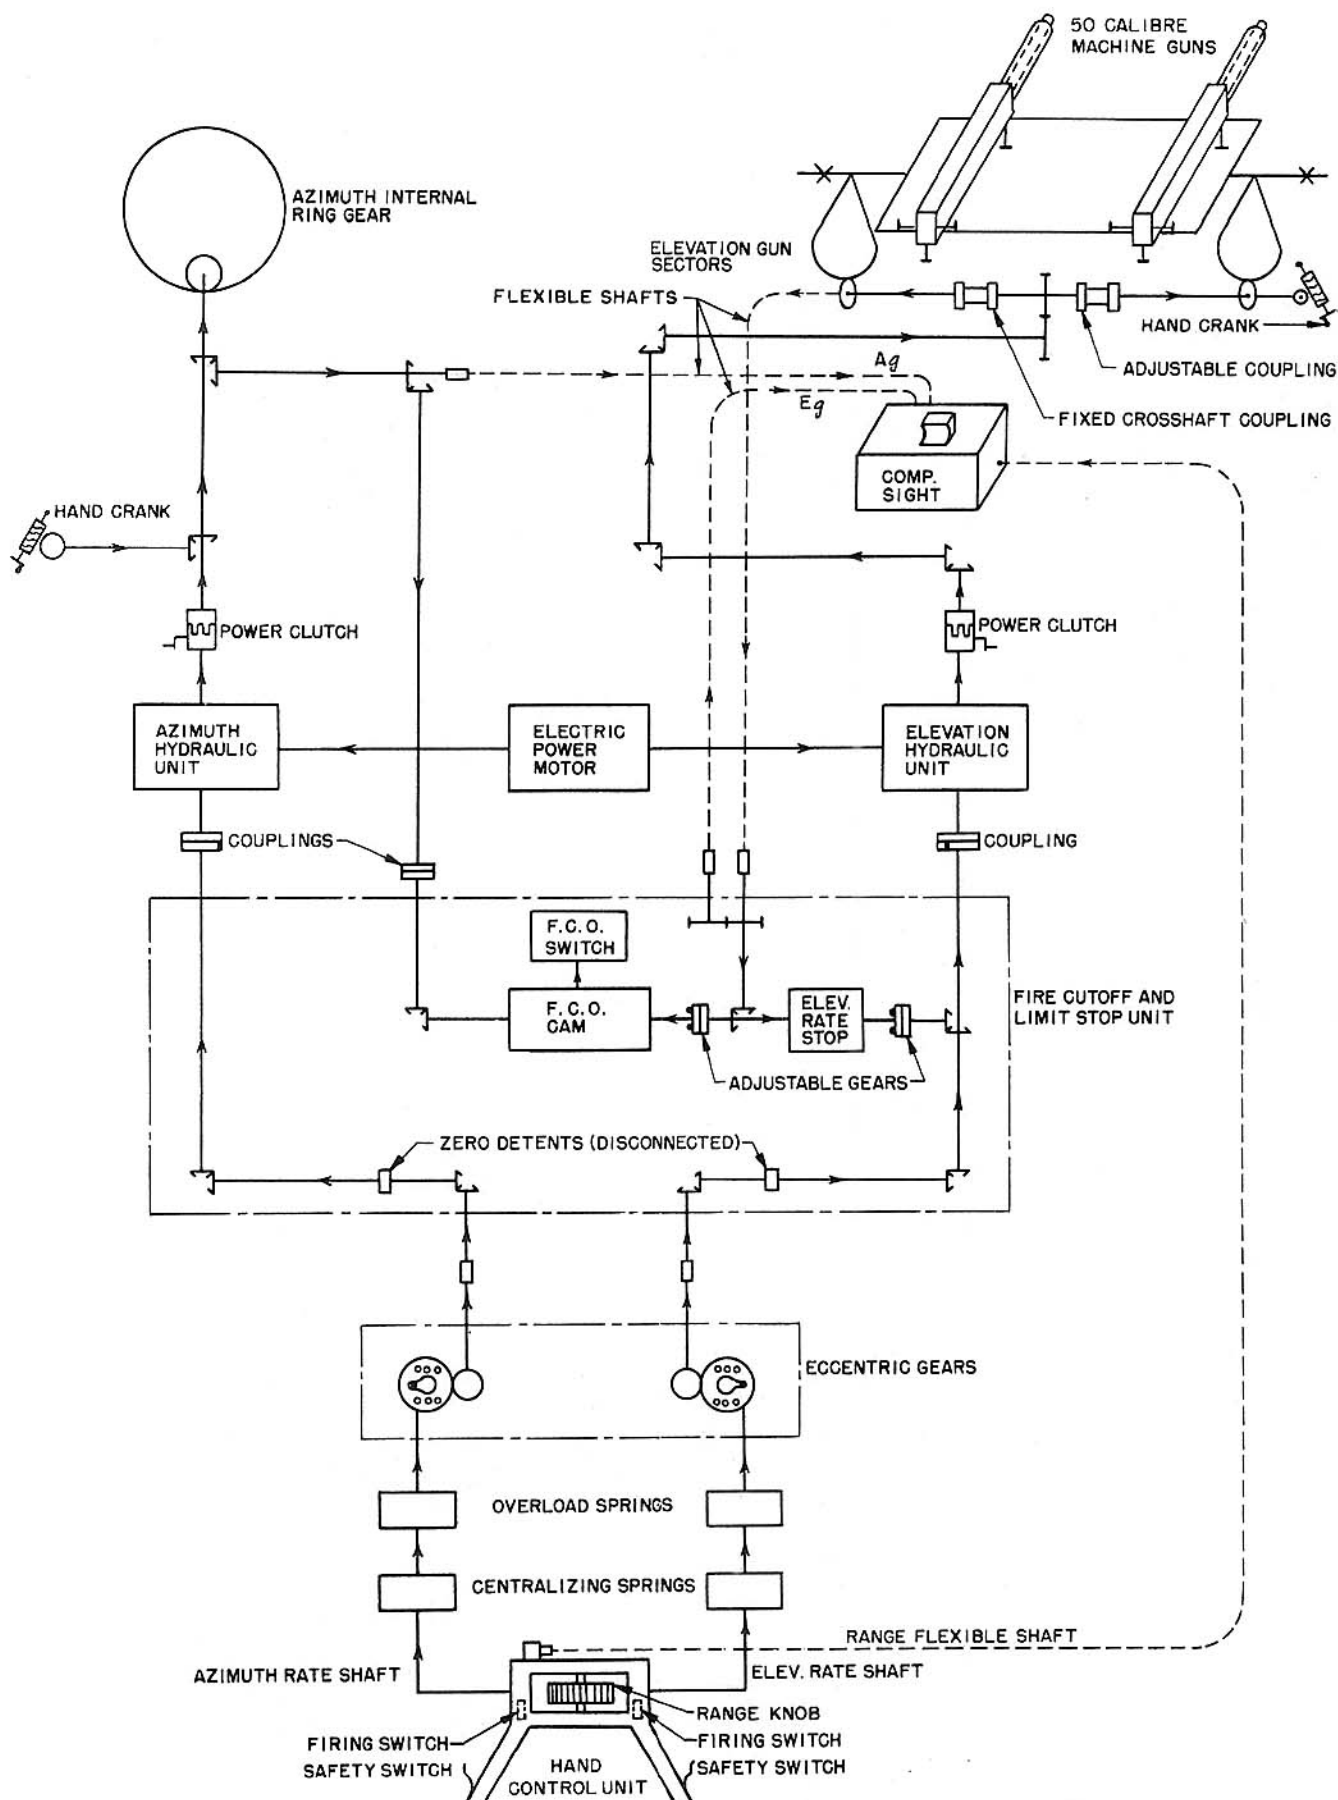 50 CALIBRE
MACHINE GUNS
AZIMUTH INTERNAL
RING GEAR
ELEVATION GUN
SECTORS
FLEXIBLE SHAFTS
HAND CRANK
Ag
ADJUSTABLE COUPLING
Eg
FIXED CROSSHAFT COUPLING
COMP.
SIGHT
HAND CRANK
POWER CLUTCH
POWER CLUTCH
AZIMUTH
HYDRAULIC
UNIT
ELECTRIC
POWER
MOTOR
ELEVATION
HYDRAULIC
UNIT
COUPLINGS
COUPLING
F.C.O.
SWITCH
F.C.O.
CAM
ELEV.
RATE
STOP
FIRE CUTOFF AND
LIMIT STOP UNIT
ADJUSTABLE GEARS
ZERO DETENTS (DISCONNECTED)
ECCENTRIC GEARS
OVERLOAD SPRINGS
CENTRALIZING SPRINGS
RANGE FLEXIBLE SHAFT
AZIMUTH RATE SHAFT
ELEV. RATE SHAFT
RANGE KNOB
FIRING SWITCH
FIRING SWITCH
SAFETY SWITCH
SAFETY SWITCH
HAND
CONTROL UNIT